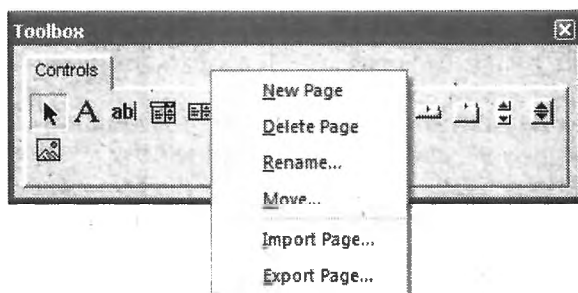 Toolbox
Controls
A abl
New Page
Delete Page
Rename...
Move...
Import Page...
Export Page...